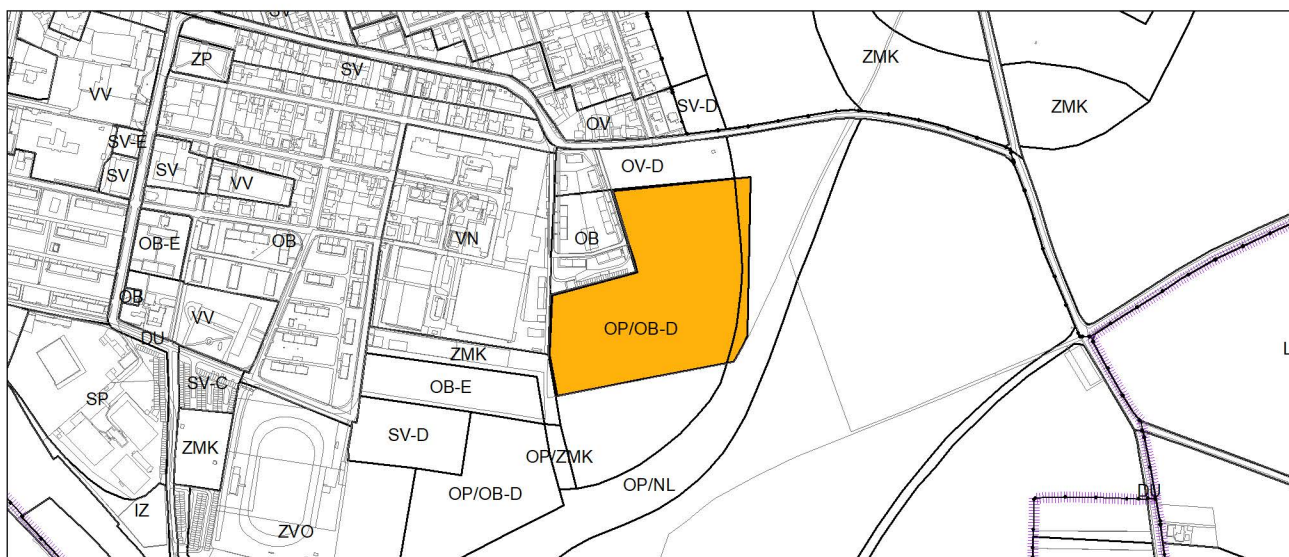 SV
ZP
SV
ZMK
VV
SV-D
ZMK
OV
SV-E
OV-D
SV
SV
VV
OB-E
OB
VN
OB
OB
VV
OP/OB-D
DU
ZMK
SV-C
OB-E
SP
SV-D
ZMK
OP/ZMK
OP/OB-D
OP/NL
DU
IZ
ZVO